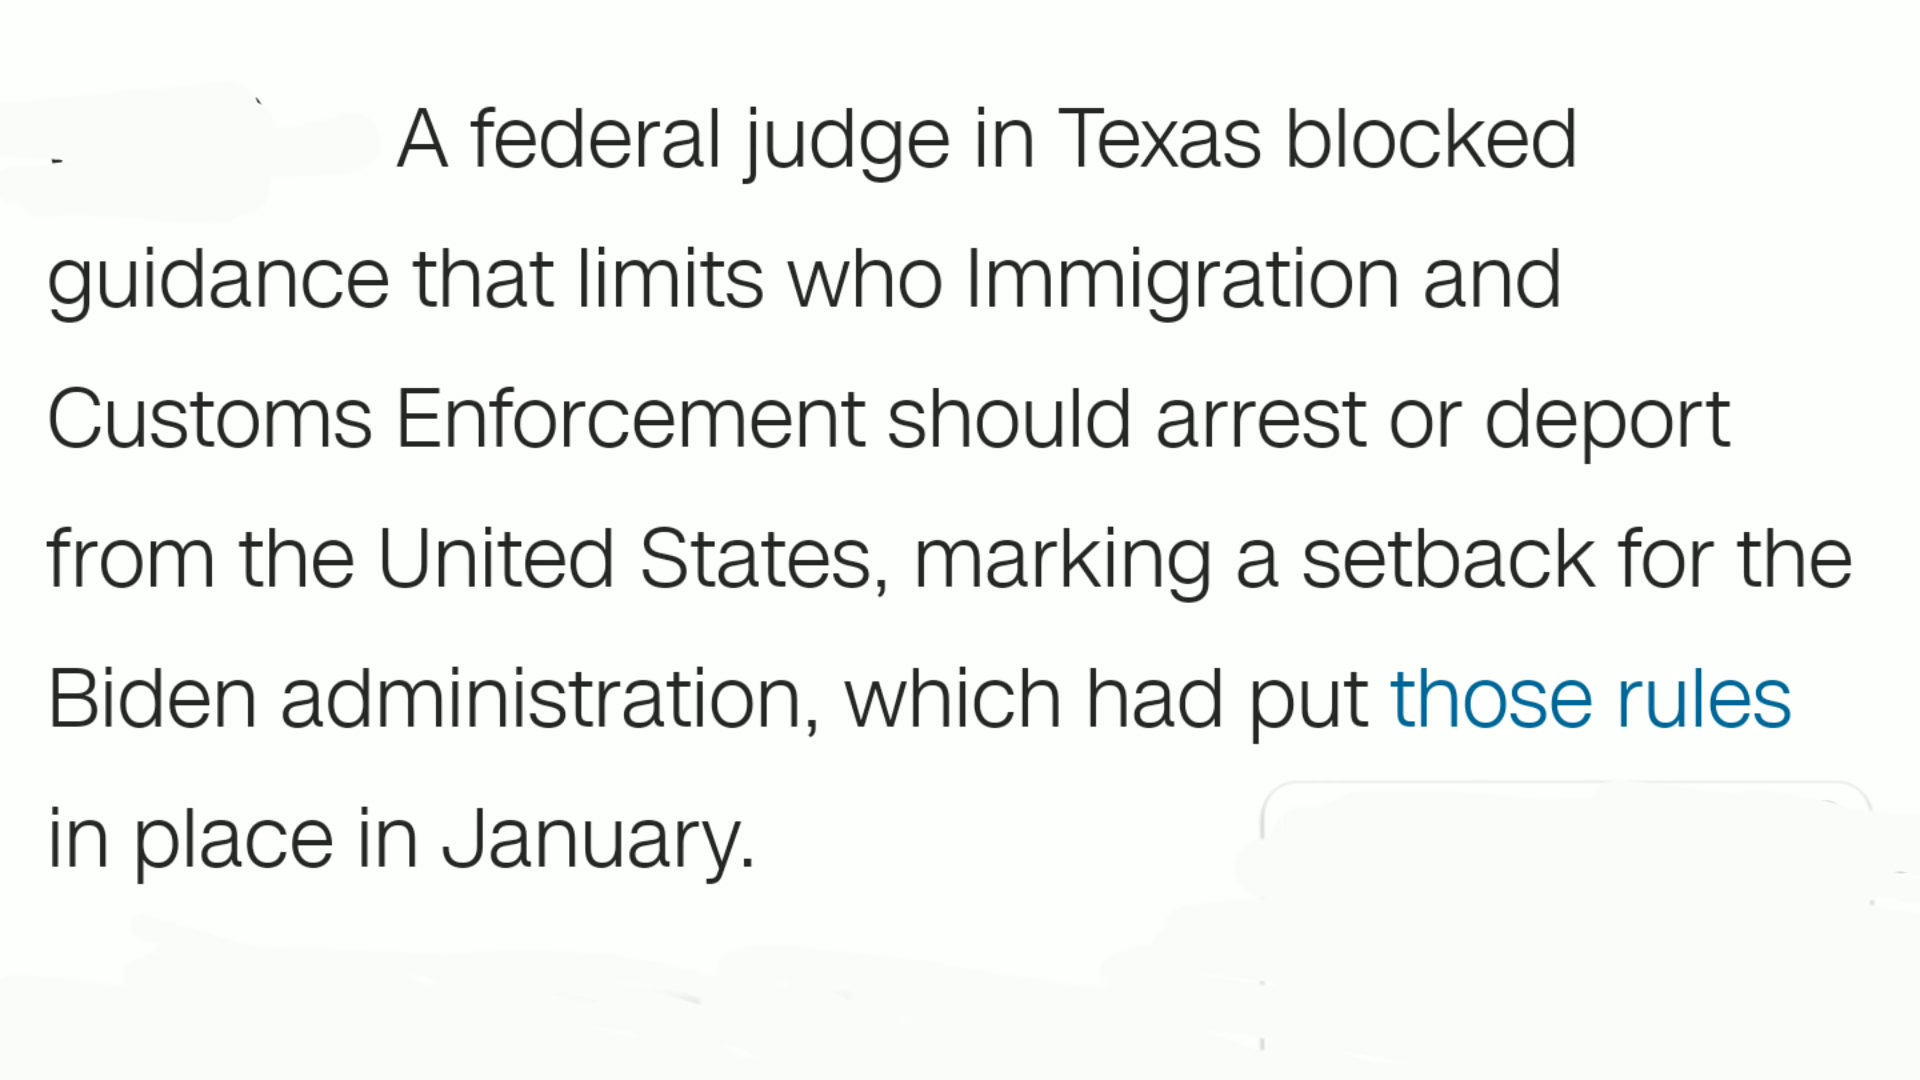 A federal judge in Texas blocked
guidance that limits who Immigration and
Customs Enforcement should arrest or deport
from the United States, marking a setback for the
Biden administration, which had put those rules
in place in January.